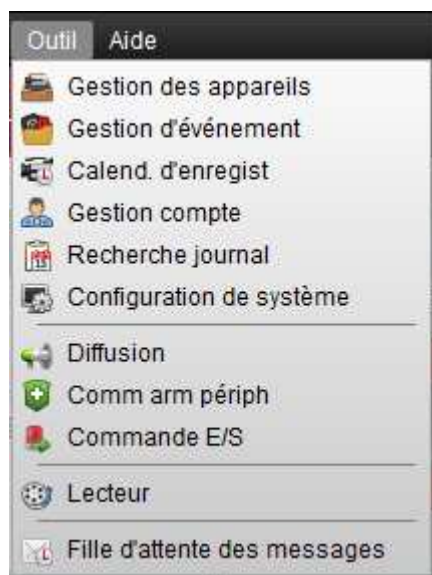 Outil Aide
Gestion des appareils
Gestion d'événement
Calend. d'enregist
Gestion compte
Recherche journal
Configuration de système
Diffusion
Comm arm périph
Commande E/S
Lecteur
Fille d'attente des messages